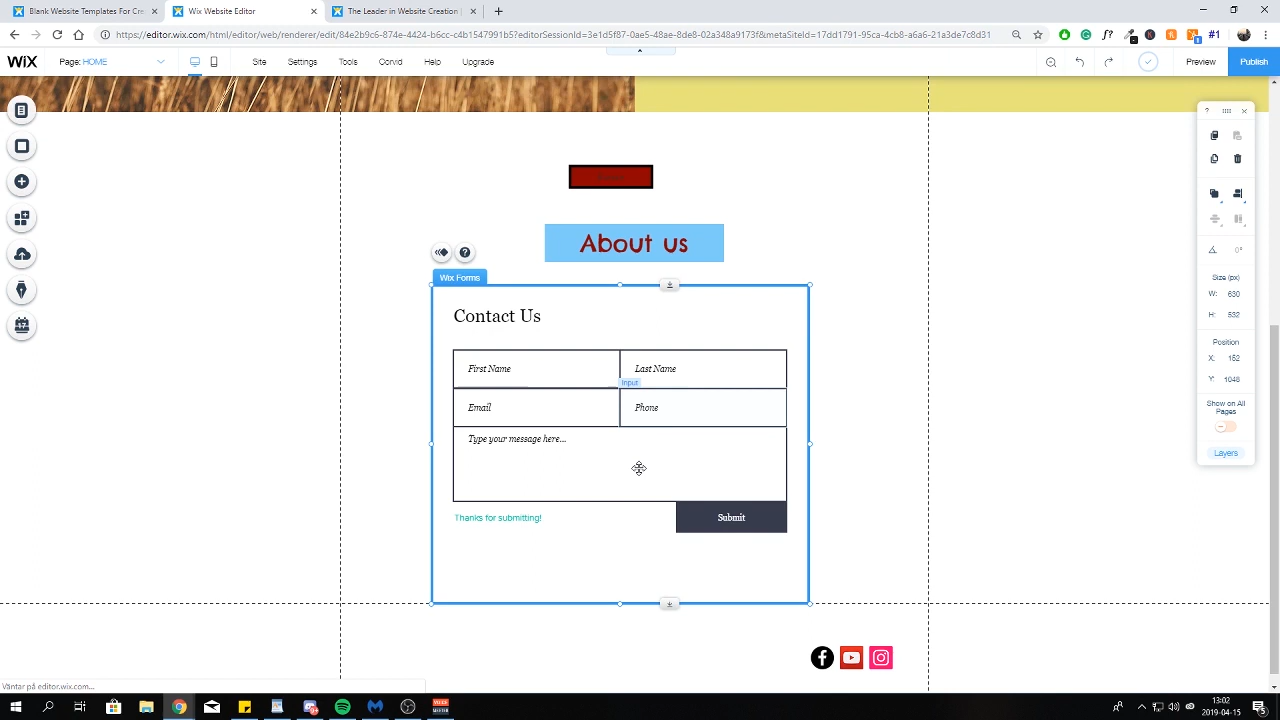 Blank Website Templates For Cre
Wix Website Editor
The Leader in Website Creation |
https://editor.wix.com/html/editor/web/renderer/edit/84e2b9c6-874e-4424-b6cc-c4b1547991b5?editorSessionId=3e1d5f87-0ae5-48ae-8de8-02a348a9173f&metaSiteId=17dd1791-95ca-4cb8-a6a6-21a3de7c8d31
f?
#1
WiX
Page: HOME
Site
Settings
Tools
Corvid
Help
Upgrade
Preview
Publish
About us
Wix Forms
Contact Us
First Name
Last Name
Input
Email
Phone
Type your message here...
Thanks for submitting!
Submit
17
?
0°
Size (px)
W: 630
H: 532
Position
X: 152
Y: 1048
Show on All
Pages
Layers
Väntar på editor.wix.com...
13:02
2019-04-15